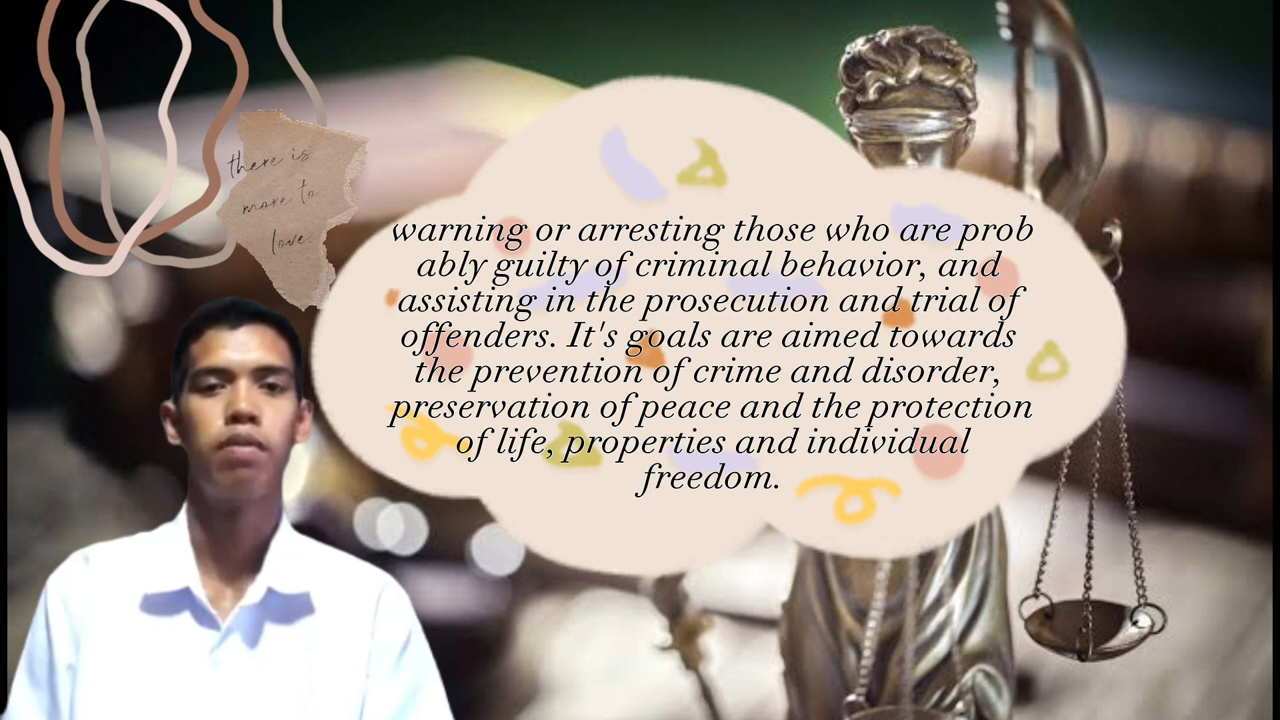 there is
more to
love.
warning or arresting those who are prob
ably guilty of criminal behavior, and
assisting in the prosecution and trial of
offenders. It's goals are aimed towards
the prevention of crime and disorder,
preservation of peace and the protection
of life, properties and individual
freedom.